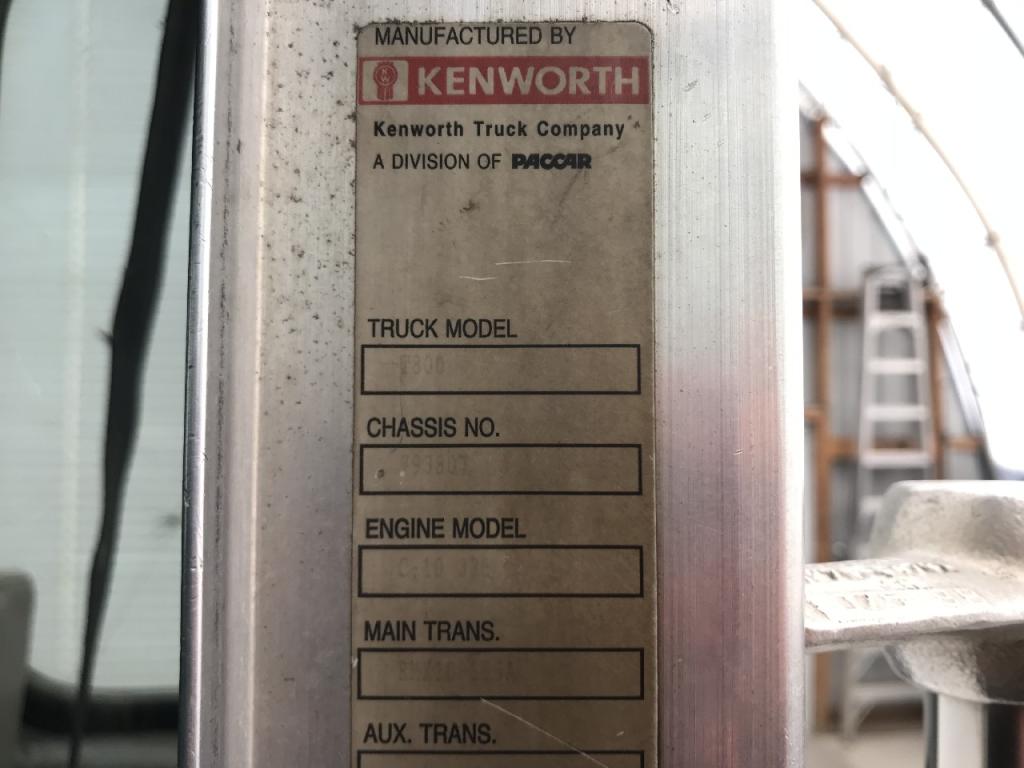 MANUFACTURED BY
KENWORTH
Kenworth Truck Company
A DIVISION OF PACCAR
TRUCK MODEL
T300
CHASSIS NO.
ENGINE MODEL
MAIN TRANS.
AUX. TRANS.